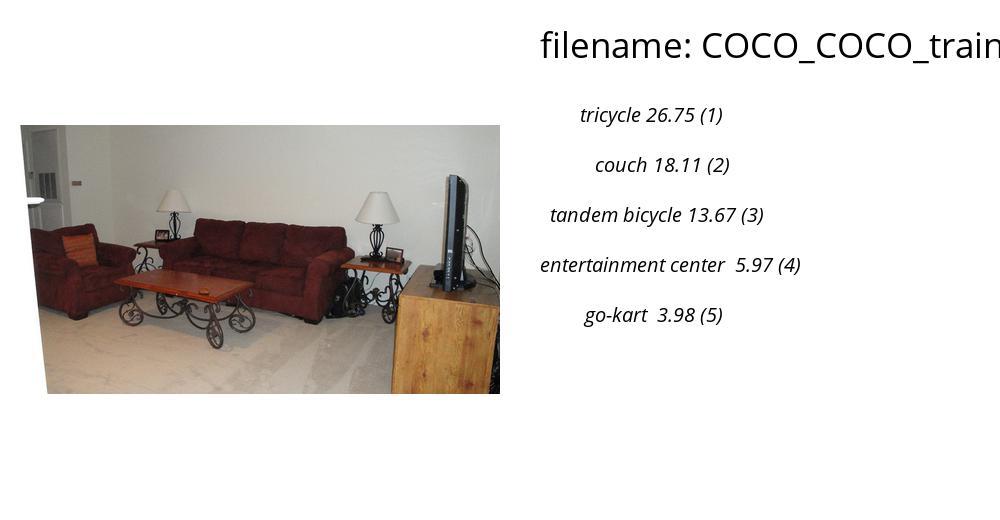 filename: COCO_COCO_train
tricycle 26.75 (1)
couch 18.11 (2)
tandem bicycle 13.67 (3)
entertainment center 5.97 (4)
go-kart 3.98 (5)